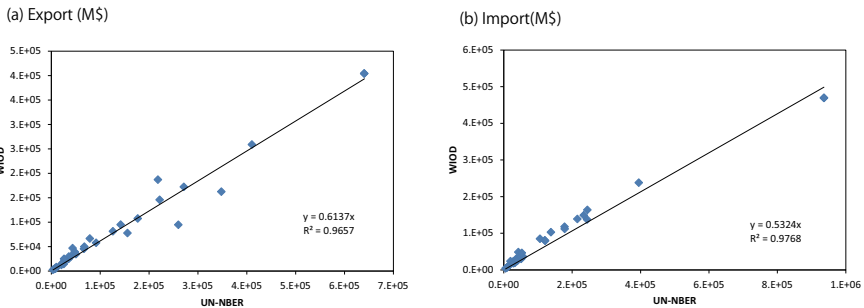 (a) Export (M$)
5.E+05
4.E+05
4.E+05
3.E+05
3.E+05
2.E+05
2.E+05
1.E+05
1.E+05
5.E+04
0.E+00
WIOD
y = 0.6137x
R² = 0.9657
0.E+00 1.E+05 2.E+05 3.E+05 4.E+05 5.E+05 6.E+05 7.E+05
UN-NBER
(b) Import(M$)
6.E+05
5.E+05
4.E+05
3.E+05
2.E+05
1.E+05
0.E+00
WIOD
y = 0.5324x
R² = 0.9768
0.E+00 2.E+05 4.E+05 6.E+05 8.E+05 1.E+06
UN-NBER